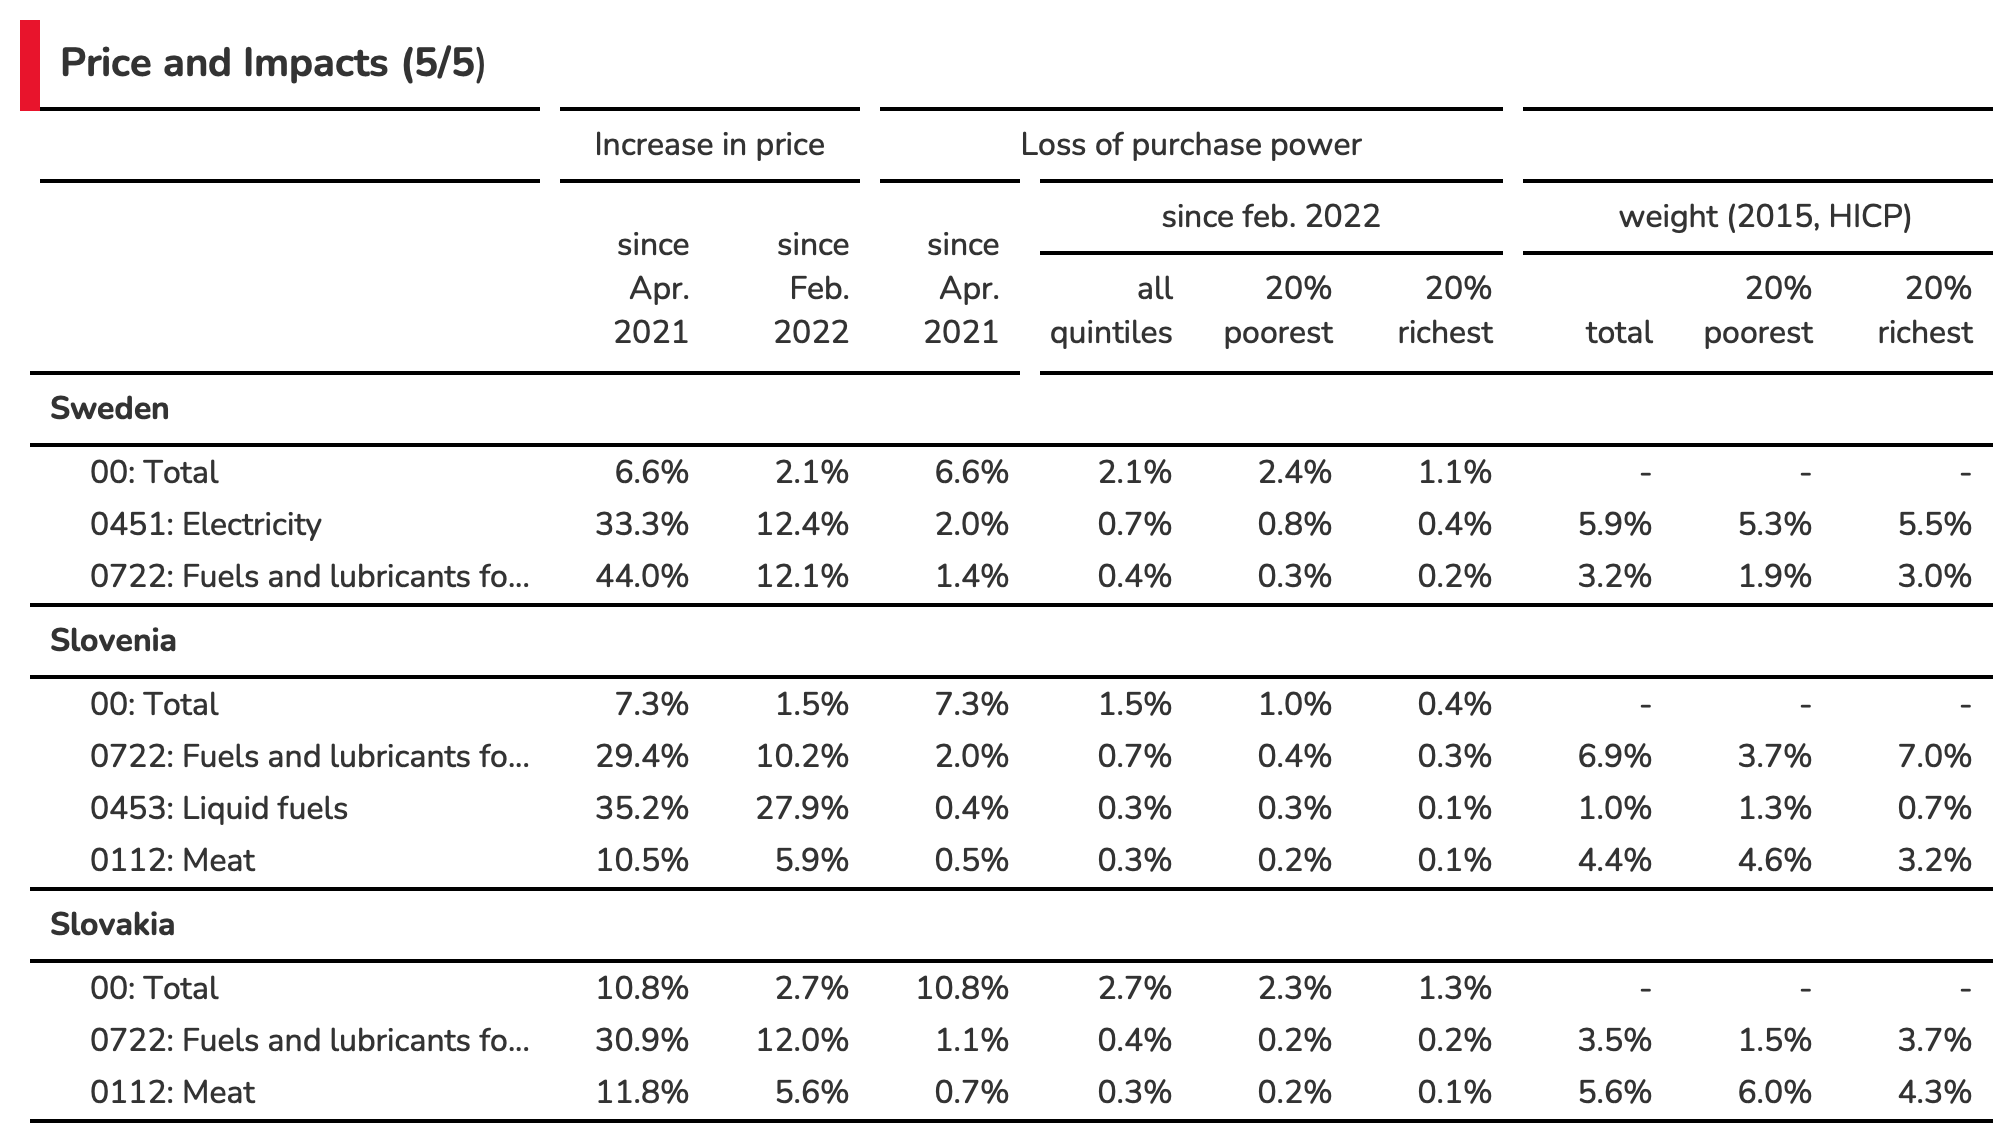 Price and Impacts (5/5)
Increase in price Loss of purchase power
since feb. 2022 weight (2015, HICP)
since since since
Apr. Feb. Apr. all 20% 20% 20% 20%
2021 2022 2021 quintiles poorest richest total poorest richest
Sweden
00: Total 6.6% 2.1% 6.6% 2.1% 2.4% 1.1% - - -
0451: Electricity 33.3% 12.4% 2.0% 0.7% 0.8% 0.4% 5.9% 5.3% 5.5%
0722: Fuels and lubricants fo... 44.0% 12.1% 1.4% 0.4% 0.3% 0.2% 3.2% 1.9% 3.0%
Slovenia
00: Total 7.3% 1.5% 7.3% 1.5% 1.0% 0.4% - - -
0722: Fuels and lubricants fo... 29.4% 10.2% 2.0% 0.7% 0.4% 0.3% 6.9% 3.7% 7.0%
0453: Liquid fuels 35.2% 27.9% 0.4% 0.3% 0.3% 0.1% 1.0% 1.3% 0.7%
0112: Meat 10.5% 5.9% 0.5% 0.3% 0.2% 0.1% 4.4% 4.6% 3.2%
Slovakia
00: Total 10.8% 2.7% 10.8% 2.7% 2.3% 1.3% - - -
0722: Fuels and lubricants fo... 30.9% 12.0% 1.1% 0.4% 0.2% 0.2% 3.5% 1.5% 3.7%
0112: Meat 11.8% 5.6% 0.7% 0.3% 0.2% 0.1% 5.6% 6.0% 4.3%